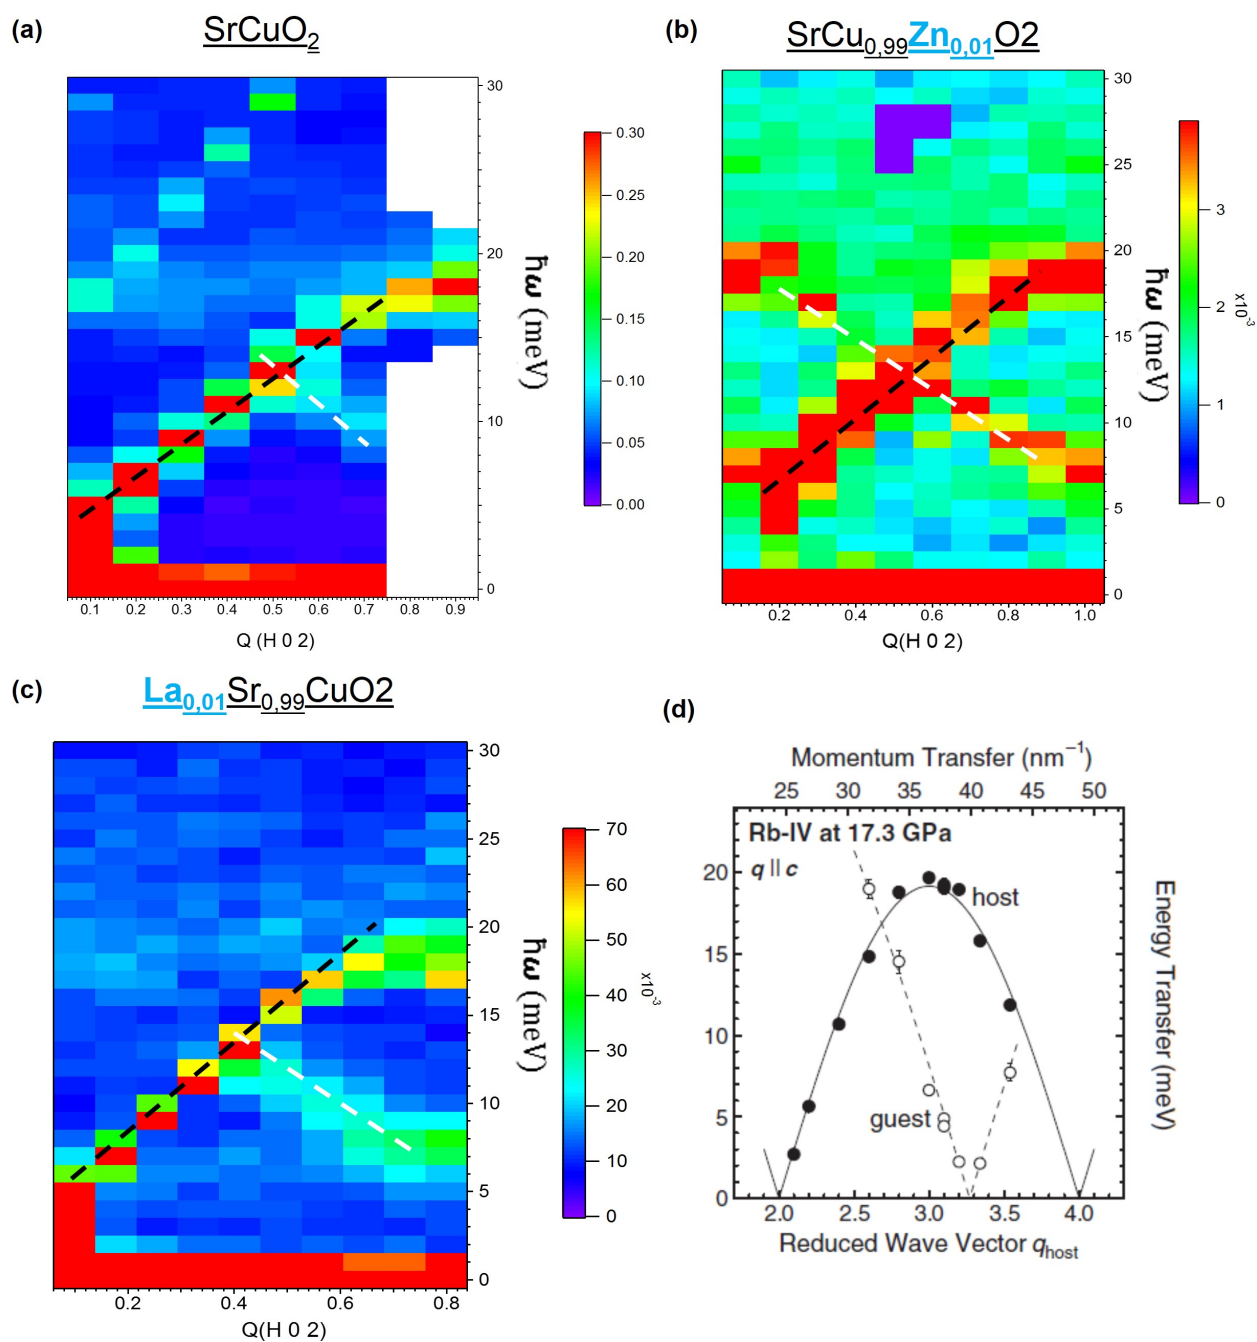 (a)
SrCuO2
30
20
10
0
0.1 0.2 0.3 0.4 0.5 0.6 0.7 0.8 0.9
Q (H 0 2)
ħω (meV)
0.30
0.25
0.20
0.15
0.10
0.05
0.00
(b)
SrCu0,99Zn0,01O2
30
25
20
15
10
5
0
0.2 0.4 0.6 0.8 1.0
Q(H 0 2)
ħω (meV)
3
2
1
0
x10-3
(c)
La0,01Sr0,99CuO2
30
25
20
15
10
5
0
0.2 0.4 0.6 0.8
Q(H 0 2)
ħω (meV)
70
60
50
40
30
20
10
0
x10-3
(d)
Momentum Transfer (nm−1)
25 30 35 40 45 50
Rb-IV at 17.3 GPa
q || c
host
guest
20
15
10
5
0
Energy Transfer (meV)
2.0 2.5 3.0 3.5 4.0
Reduced Wave Vector qhost